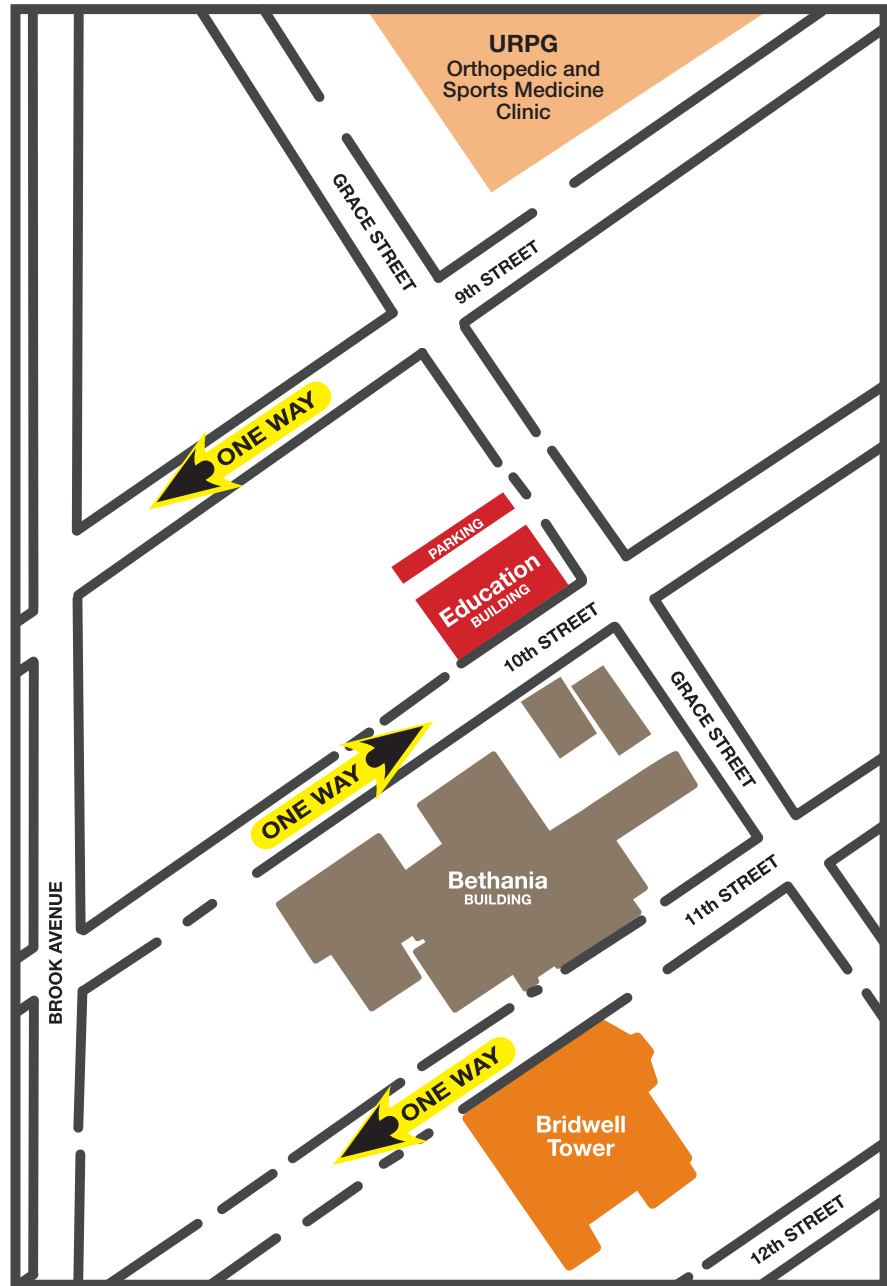 URPG
Orthopedic and
Sports Medicine
Clinic
GRACE STREET
9th STREET
ONE WAY
PARKING
Education
BUILDING
10th STREET
GRACE STREET
ONE WAY
Bethania
BUILDING
11th STREET
BROOK AVENUE
ONE WAY
Bridwell
Tower
12th STREET